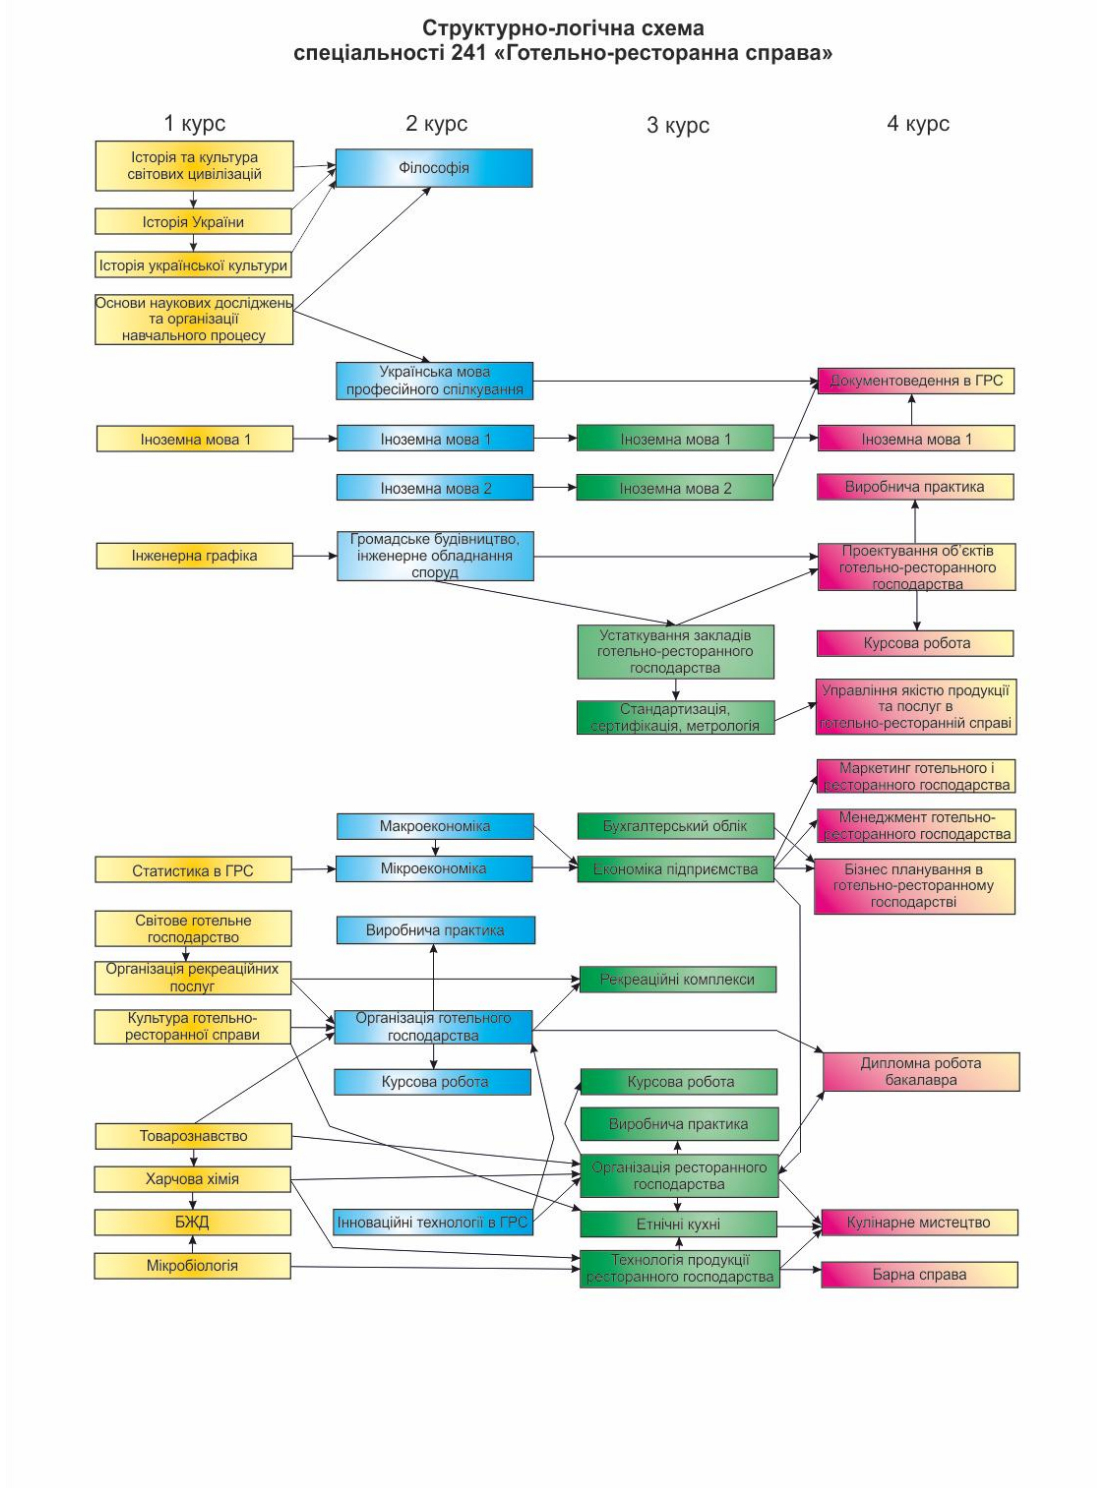 Структурно-логічна схема
спеціальності 241 «Готельно-ресторанна справа»
1 курс
2 курс
3 курс
4 курс
Історія та культура
світових цивілізацій
Філософія
Історія України
Історія української культури
Основи наукових досліджень
та організації
навчального процесу
Українська мова
професійного спілкування
Документоведення в ГРС
Іноземна мова 1
Іноземна мова 1
Іноземна мова 1
Іноземна мова 1
Іноземна мова 2
Іноземна мова 2
Виробнича практика
Інженерна графіка
Громадське будівництво,
інженерне обладнання
споруд
Проектування об’єктів
готельно-ресторанного
господарства
Устаткування закладів
готельно-ресторанного
господарства
Курсова робота
Стандартизація,
сертифікація, метрологія
Управління якістю продукції
та послуг в
готельно-ресторанній справі
Маркетинг готельного і
ресторанного господарства
Макроекономіка
Бухгалтерський облік
Менеджмент готельно-
ресторанного господарства
Статистика в ГРС
Мікроекономіка
Економіка підприємства
Бізнес планування в
готельно-ресторанному
господарстві
Світове готельне
господарство
Виробнича практика
Організація рекреаційних
послуг
Рекреаційні комплекси
Культура готельно-
ресторанної справи
Організація готельного
господарства
Дипломна робота
бакалавра
Курсова робота
Курсова робота
Виробнича практика
Товарознавство
Харчова хімія
Організація ресторанного
господарства
БЖД
Інноваційні технології в ГРС
Етнічні кухні
Кулінарне мистецтво
Мікробіологія
Технологія продукції
ресторанного господарства
Барна справа